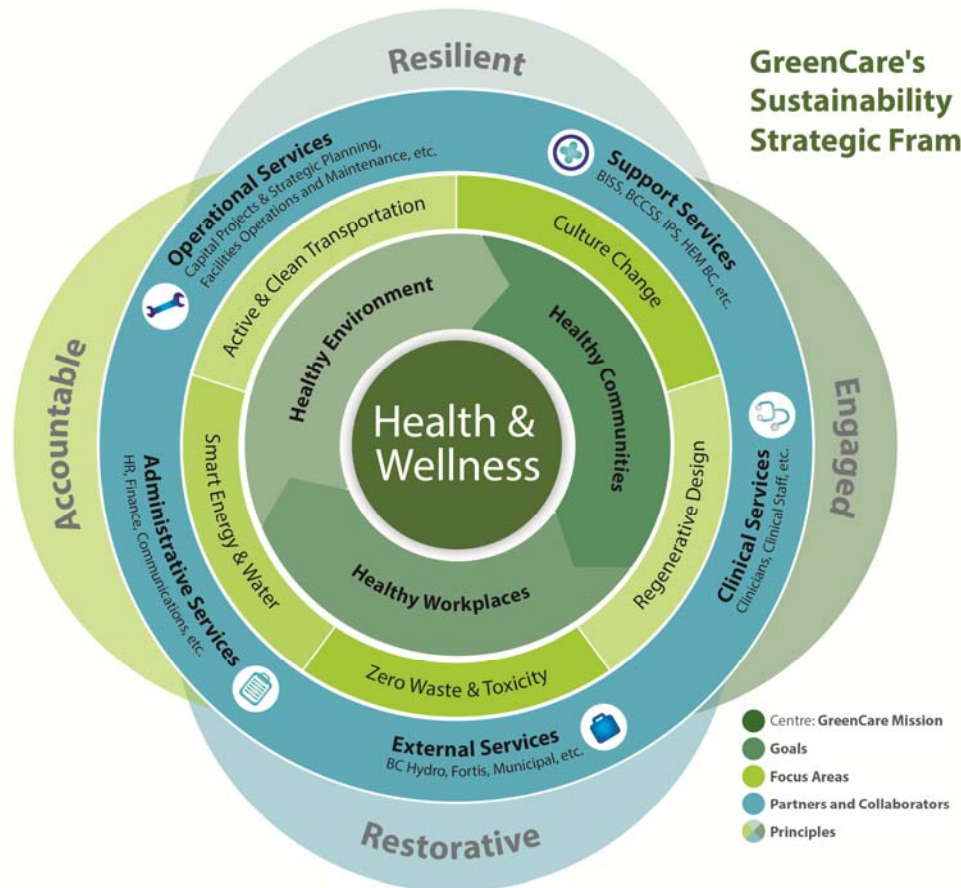 GreenCare's
Sustainability
Strategic Fram
Resilient
Engaged
Restorative
Accountable
Operational Services
Capital Projects & Strategic Planning,
Facilities Operations and Maintenance, etc.
Support Services
BISS, BCCSS, IPS, HEM BC, etc.
Clinical Services
Clinicians, Clinical Staff, etc.
External Services
BC Hydro, Fortis, Municipal, etc.
Administrative Services
HR, Finance, Communications, etc.
Active & Clean Transportation
Culture Change
Regenerative Design
Zero Waste & Toxicity
Smart Energy & Water
Healthy Environment
Healthy Communities
Healthy Workplaces
Health &
Wellness
Centre: GreenCare Mission
Goals
Focus Areas
Partners and Collaborators
Principles